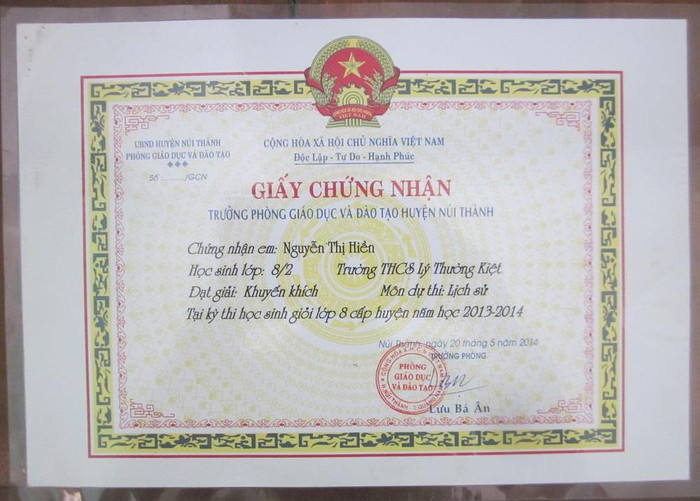 UBND HUYỆN NÚI THÀNH
PHÒNG GIÁO DỤC VÀ ĐÀO TẠO
Số ........../GCN
VIỆT NAM
CỘNG HÒA XÃ HỘI CHỦ NGHĨA VIỆT NAM
Độc Lập - Tư Do - Hạnh Phúc
GIẤY CHỨNG NHẬN
TRƯỞNG PHÒNG GIÁO DỤC VÀ ĐÀO TẠO HUYỆN NÚI THÀNH
Chứng nhận em: Nguyễn Thị Hiền
Học sinh lớp: 8/2 Trường THCS Lý Thường Kiệt
Đạt giải: Khuyến khích Môn dự thi: Lịch sử
Tại kỳ thi học sinh giỏi lớp 8 cấp huyện năm học 2013-2014
Núi Thành, ngày 20 tháng 5 năm 2014
TRƯỞNG PHÒNG
PHÒNG
GIÁO DỤC
VÀ ĐÀO TẠO
Lưu Bá Ân